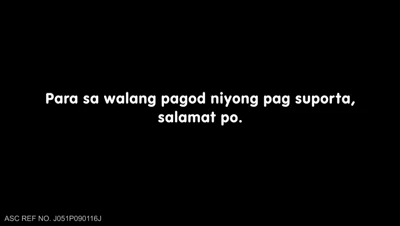 Para sa walang pagod niyong pag suporta,
salamat po.
ASC REF NO. J051P090116J